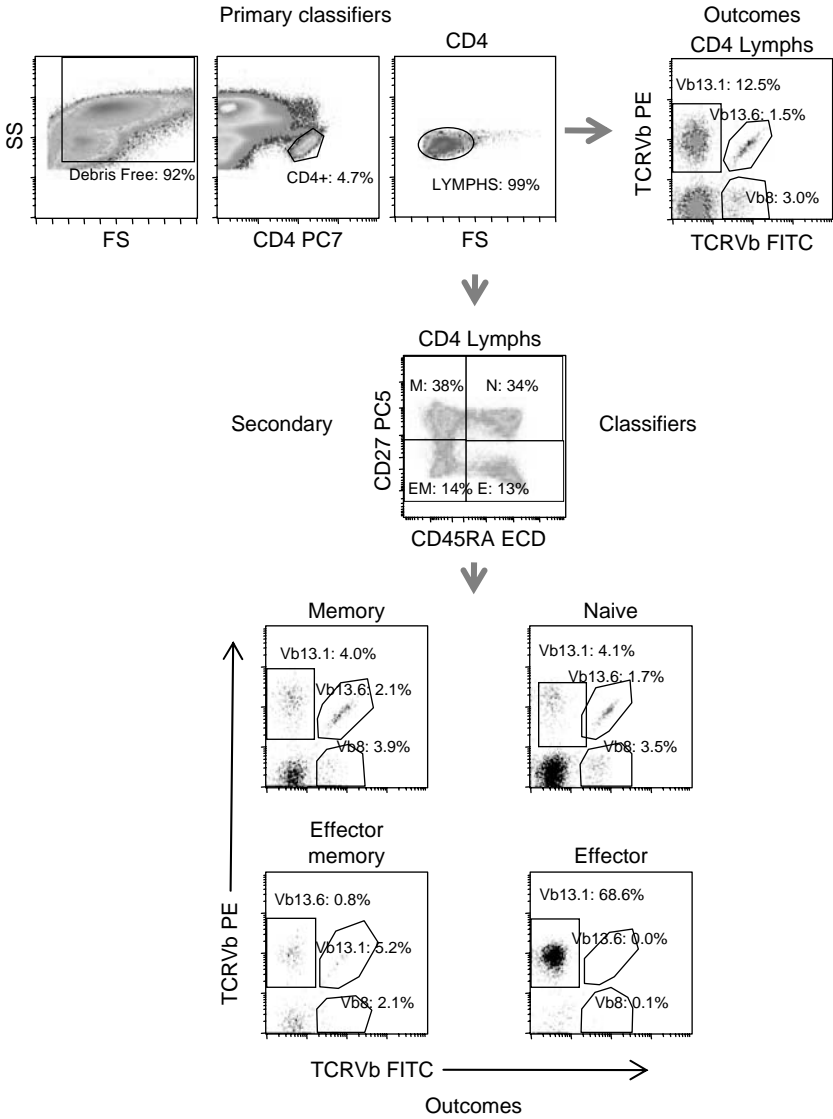 Primary classifiers
Outcomes
CD4
CD4 Lymphs
SS
Debris Free: 92%
FS
CD4+: 4.7%
CD4 PC7
LYMPHS: 99%
FS
TCRVb PE
Vb13.1: 12.5%
Vb13.6: 1.5%
Vb8: 3.0%
TCRVb FITC
CD4 Lymphs
Secondary
Classifiers
CD27 PC5
M: 38%
N: 34%
EM: 14%
E: 13%
CD45RA ECD
Memory
Naive
Vb13.1: 4.0%
Vb13.6: 2.1%
Vb8: 3.9%
Vb13.1: 4.1%
Vb13.6: 1.7%
Vb8: 3.5%
Effector
memory
Effector
TCRVb PE
Vb13.6: 0.8%
Vb13.1: 5.2%
Vb8: 2.1%
Vb13.1: 68.6%
Vb13.6: 0.0%
Vb8: 0.1%
TCRVb FITC
Outcomes